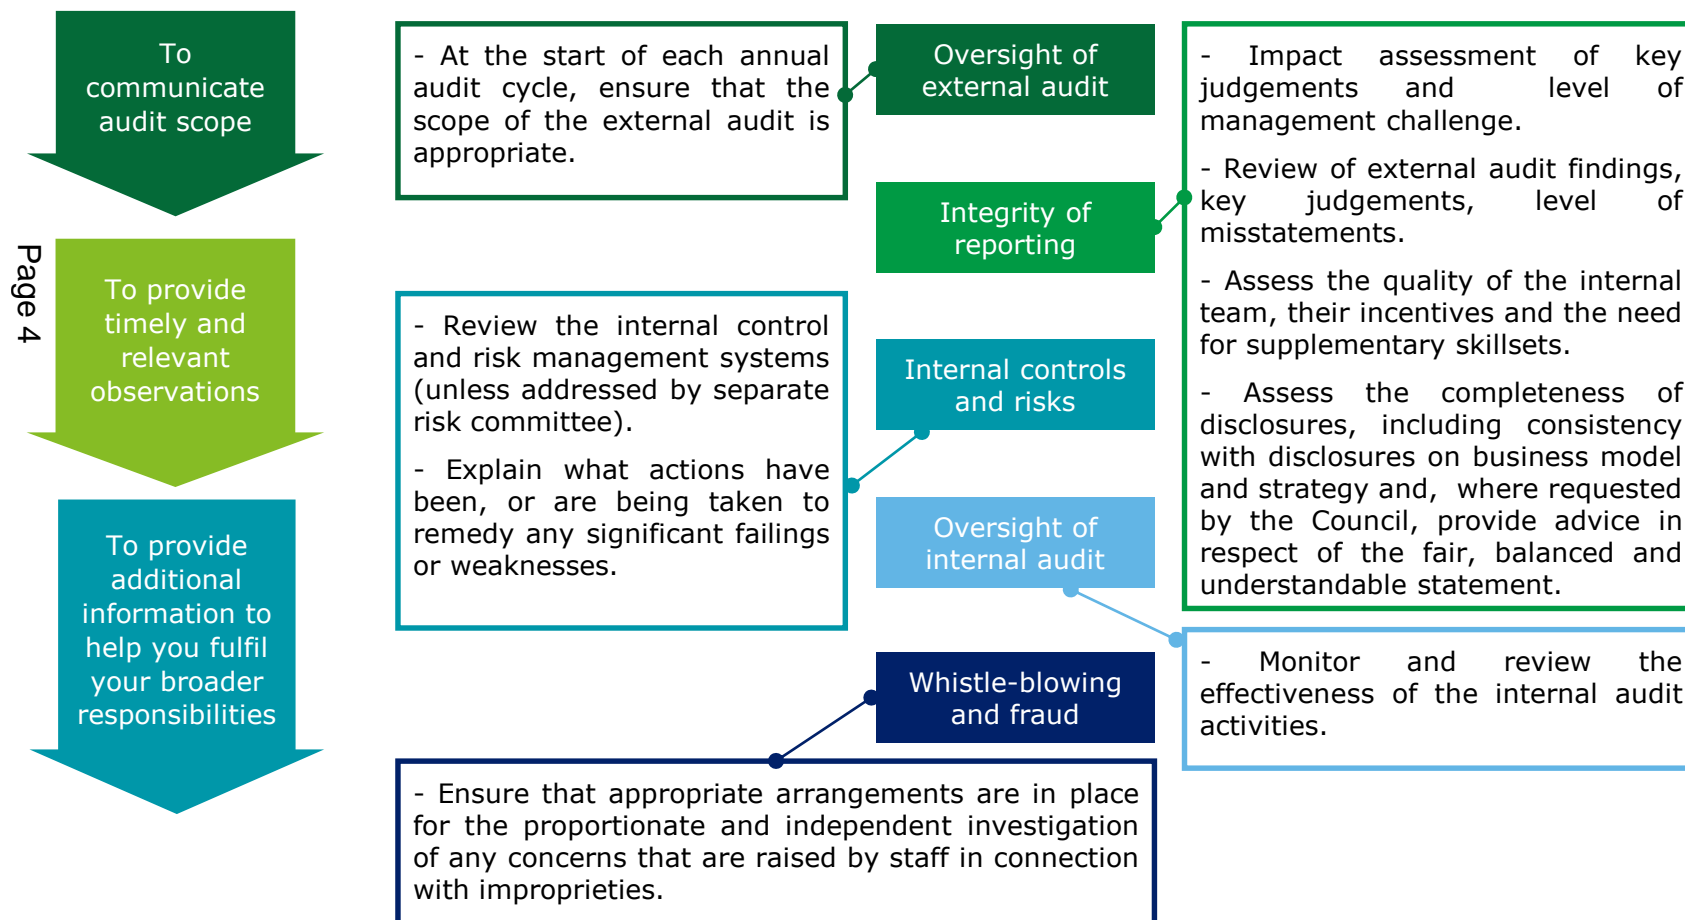 To
communicate
audit scope
Page 4
To provide
timely and
relevant
observations
To provide
additional
information to
help you fulfil
your broader
responsibilities
- At the start of each annual
audit cycle, ensure that the
scope of the external audit is
appropriate.
Oversight of
external audit
Integrity of
reporting
- Impact assessment of key
judgements and level of
management challenge.
- Review of external audit findings,
key judgements, level of
misstatements.
- Assess the quality of the internal
team, their incentives and the need
for supplementary skillsets.
- Assess the completeness of
disclosures, including consistency
with disclosures on business model
and strategy and, where requested
by the Council, provide advice in
respect of the fair, balanced and
understandable statement.
- Review the internal control
and risk management systems
(unless addressed by separate
risk committee).
- Explain what actions have
been, or are being taken to
remedy any significant failings
or weaknesses.
Internal controls
and risks
Oversight of
internal audit
- Monitor and review the
effectiveness of the internal audit
activities.
Whistle-blowing
and fraud
- Ensure that appropriate arrangements are in place
for the proportionate and independent investigation
of any concerns that are raised by staff in connection
with improprieties.